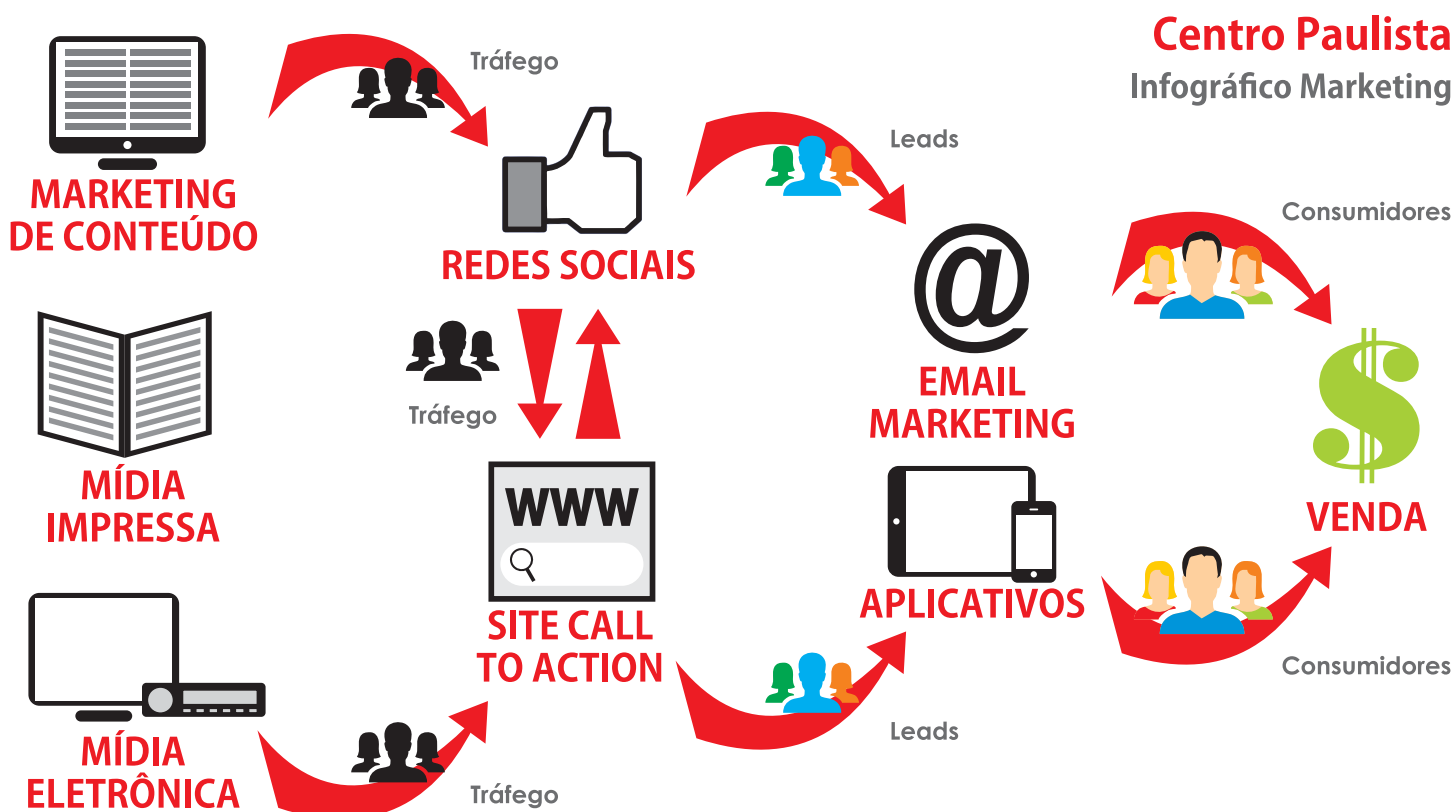 Centro Paulista
Infográfico Marketing
Tráfego
MARKETING
DE CONTEÚDO
REDES SOCIAIS
Leads
Consumidores
MÍDIA
IMPRESSA
Tráfego
EMAIL
MARKETING
VENDA
WWW
SITE CALL
TO ACTION
APLICATIVOS
Consumidores
MÍDIA
ELETRÔNICA
Tráfego
Leads